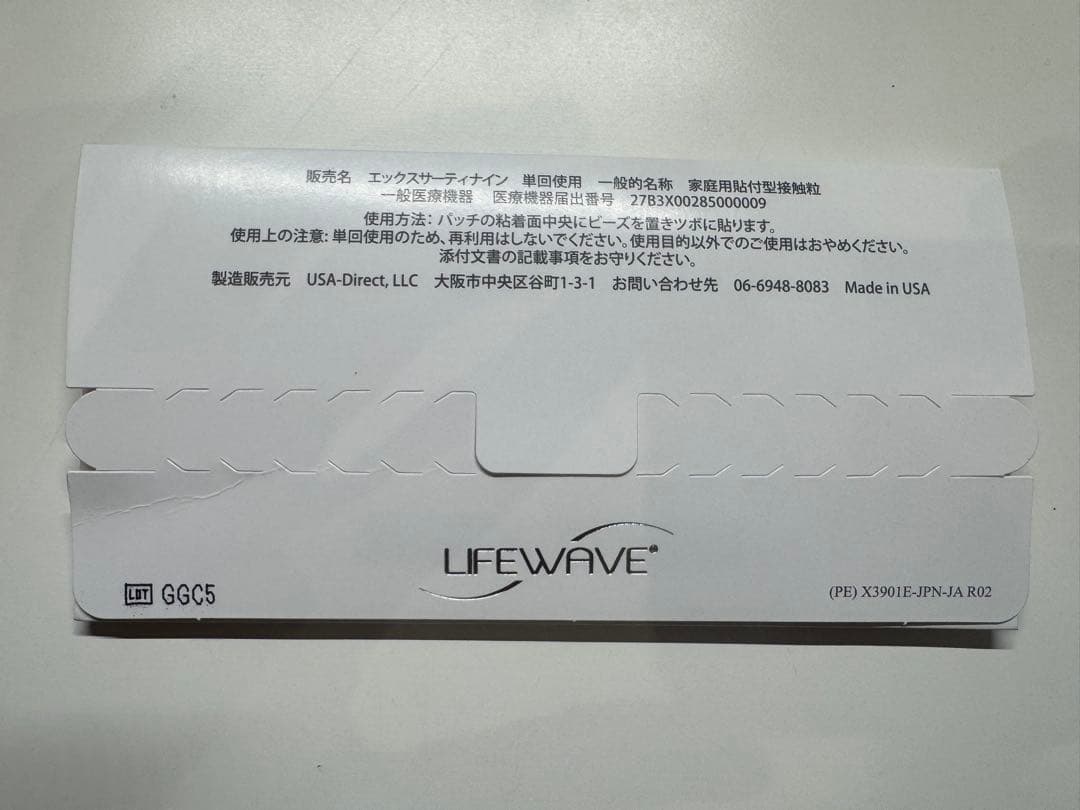 販売名　エックスサーティナイン　単回使用　一般的名称　家庭用貼付型接触粒
一般医療機器　医療機器届出番号　27B3X00285000009
使用方法：パッチの粘着面中央にビーズを置きツボに貼ります。
使用上の注意：単回使用のため、再利用はしないでください。使用目的以外でのご使用はおやめください。
添付文書の記載事項をお守りください。
製造販売元　USA-Direct, LLC　大阪市中央区谷町1-3-1　お問い合わせ先　06-6948-8083　Made in USA
LIFEWAVE®
LOT GGC5
(PE) X3901E-JPN-JA R02